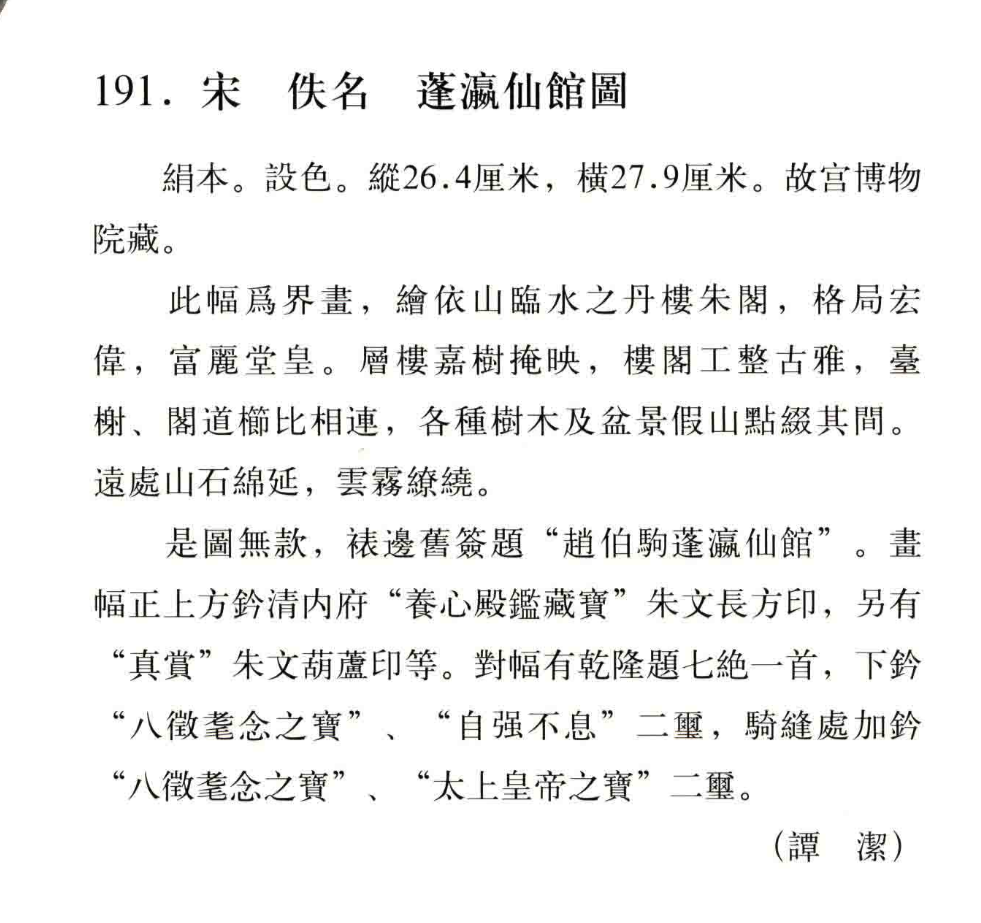 191. 宋　佚名　蓬瀛仙館圖
絹本。設色。縱26.4厘米，橫27.9厘米。故宫博物
院藏。
此幅爲界畫，繪依山臨水之丹樓朱閣，格局宏
偉，富麗堂皇。層樓嘉樹掩映，樓閣工整古雅，臺
榭、閣道櫛比相連，各種樹木及盆景假山點綴其間。
遠處山石綿延，雲霧繚繞。
是圖無款，裱邊舊簽題“趙伯駒蓬瀛仙館”。畫
幅正上方鈐清内府“養心殿鑑藏寶”朱文長方印，另有
“真賞”朱文葫蘆印等。對幅有乾隆題七絶一首，下鈐
“八徵耄念之寶”、“自强不息”二璽，騎縫處加鈐
“八徵耄念之寶”、“太上皇帝之寶”二璽。
（譚　潔）